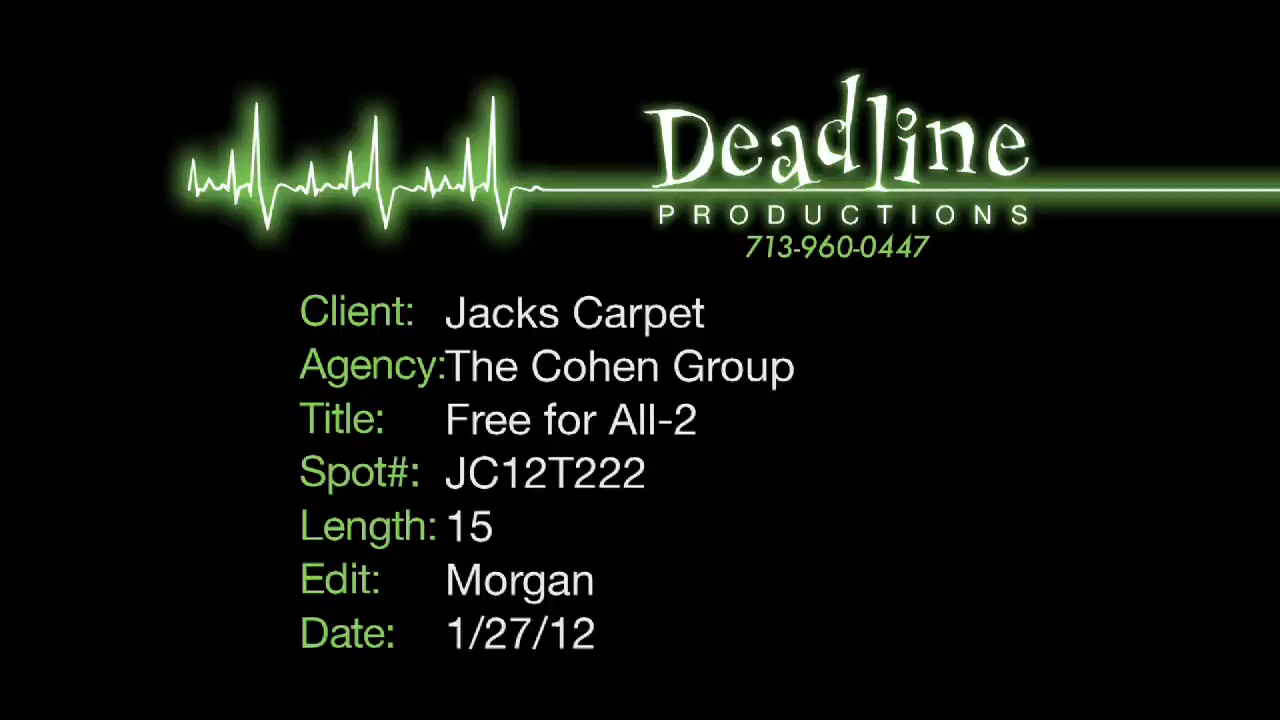 Deadline
PRODUCTIONS
713-960-0447
Client: Jacks Carpet
Agency: The Cohen Group
Title: Free for All-2
Spot#: JC12T222
Length: 15
Edit: Morgan
Date: 1/27/12